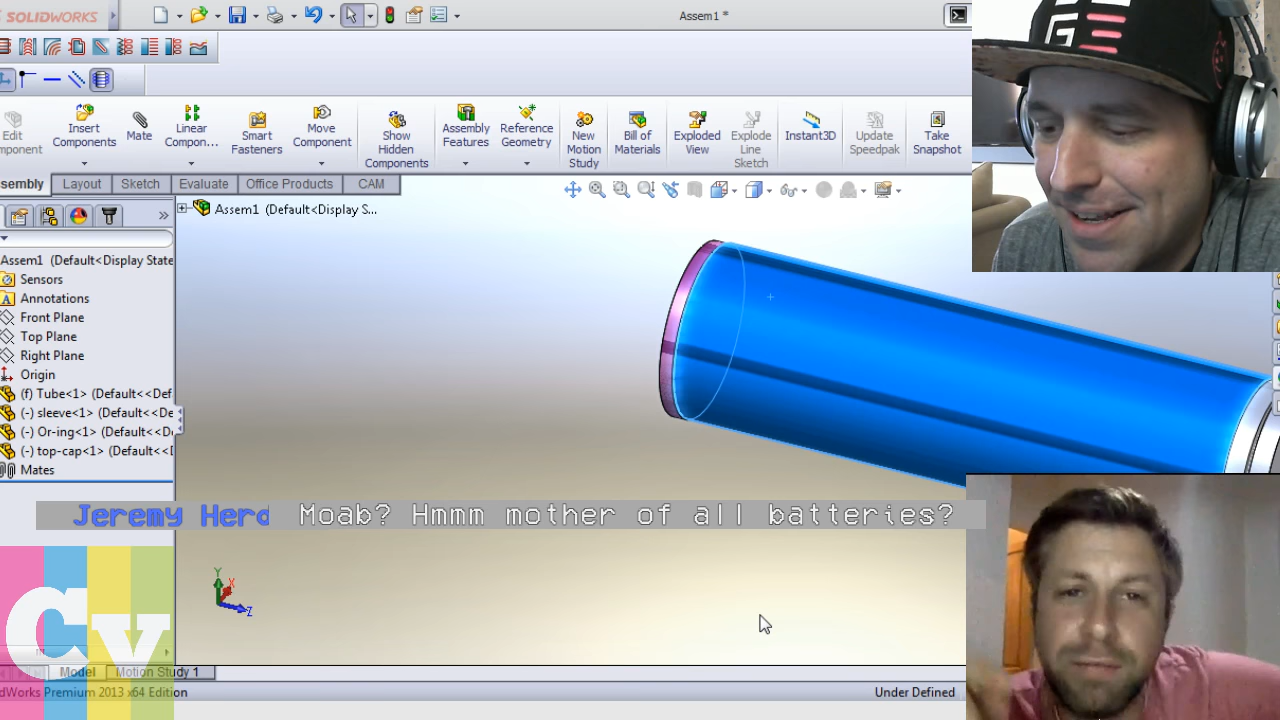 SOLIDWORKS
Assem1 *
Edit
mponent
Insert
Components
Mate
Linear
Compon...
Smart
Fasteners
Move
Component
Show
Hidden
Components
Assembly
Features
Reference
Geometry
New
Motion
Study
Bill of
Materials
Exploded
View
Explode
Line
Sketch
Instant3D
Update
Speedpak
Take
Snapshot
sembly
Layout
Sketch
Evaluate
Office Products
CAM
Assem1 (Default<Display S...
Assem1 (Default<Display State
Sensors
Annotations
Front Plane
Top Plane
Right Plane
Origin
(f) Tube<1> (Default<<Def
(-) sleeve<1> (Default<<De
(-) Or-ing<1> (Default<<D
(-) top-cap<1> (Default<<D
Mates
Jeremy Herd Moab? Hmmm mother of all batteries?
Y
X
Z
CV
Model
Motion Study 1
dWorks Premium 2013 x64 Edition
Under Defined